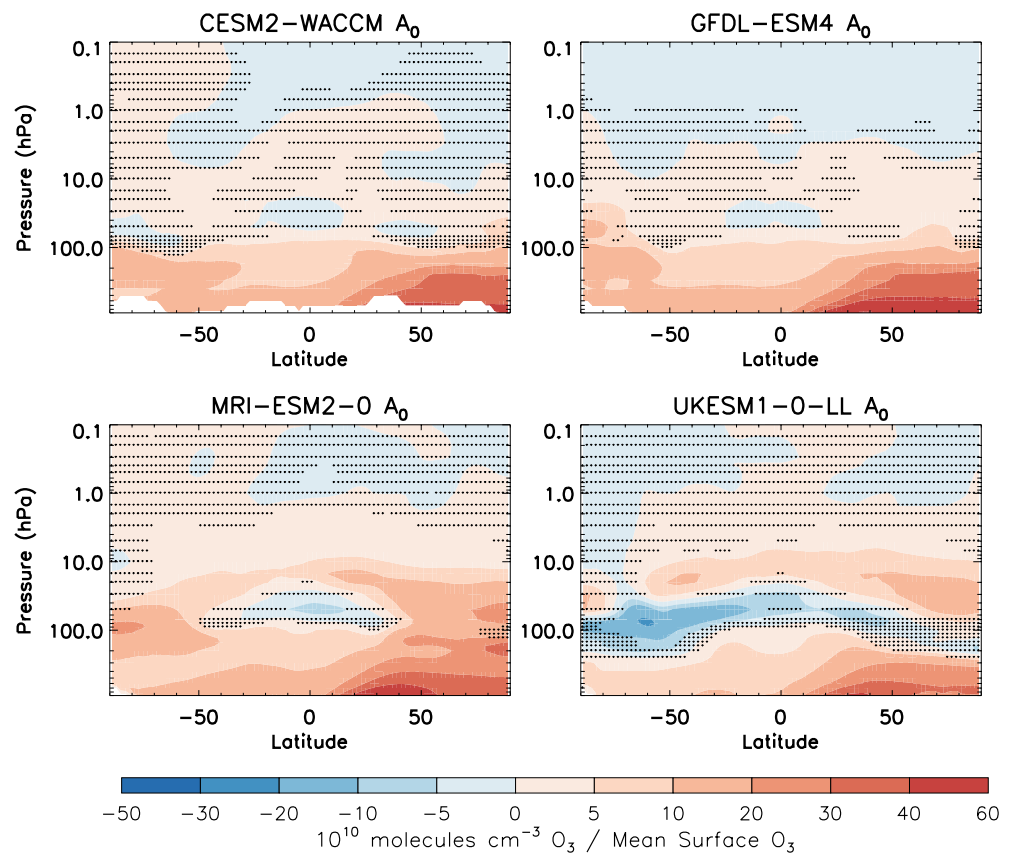 CESM2-WACCM A0
GFDL-ESM4 A0
Pressure (hPa)
0.1
1.0
10.0
100.0
-50
0
50
Latitude
0.1
1.0
10.0
100.0
-50
0
50
Latitude
MRI-ESM2-0 A0
UKESM1-0-LL A0
Pressure (hPa)
0.1
1.0
10.0
100.0
-50
0
50
Latitude
0.1
1.0
10.0
100.0
-50
0
50
Latitude
-50 -30 -20 -10 -5 0 5 10 20 30 40 60
10^10 molecules cm^-3 O3 / Mean Surface O3